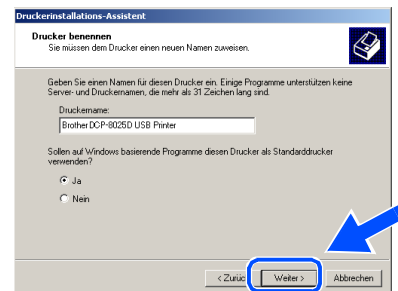 Druckerinstallations-Assistent
Drucker benennen
Sie müssen dem Drucker einen neuen Namen zuweisen.
Geben Sie einen Namen für diesen Drucker ein. Einige Programme unterstützen keine
Server- und Druckernamen, die mehr als 31 Zeichen lang sind.
Druckername:
Brother DCP-8025D USB Printer
Sollen auf Windows basierende Programme diesen Drucker als Standarddrucker
verwenden?
Ja
Nein
< Zurück Weiter > Abbrechen